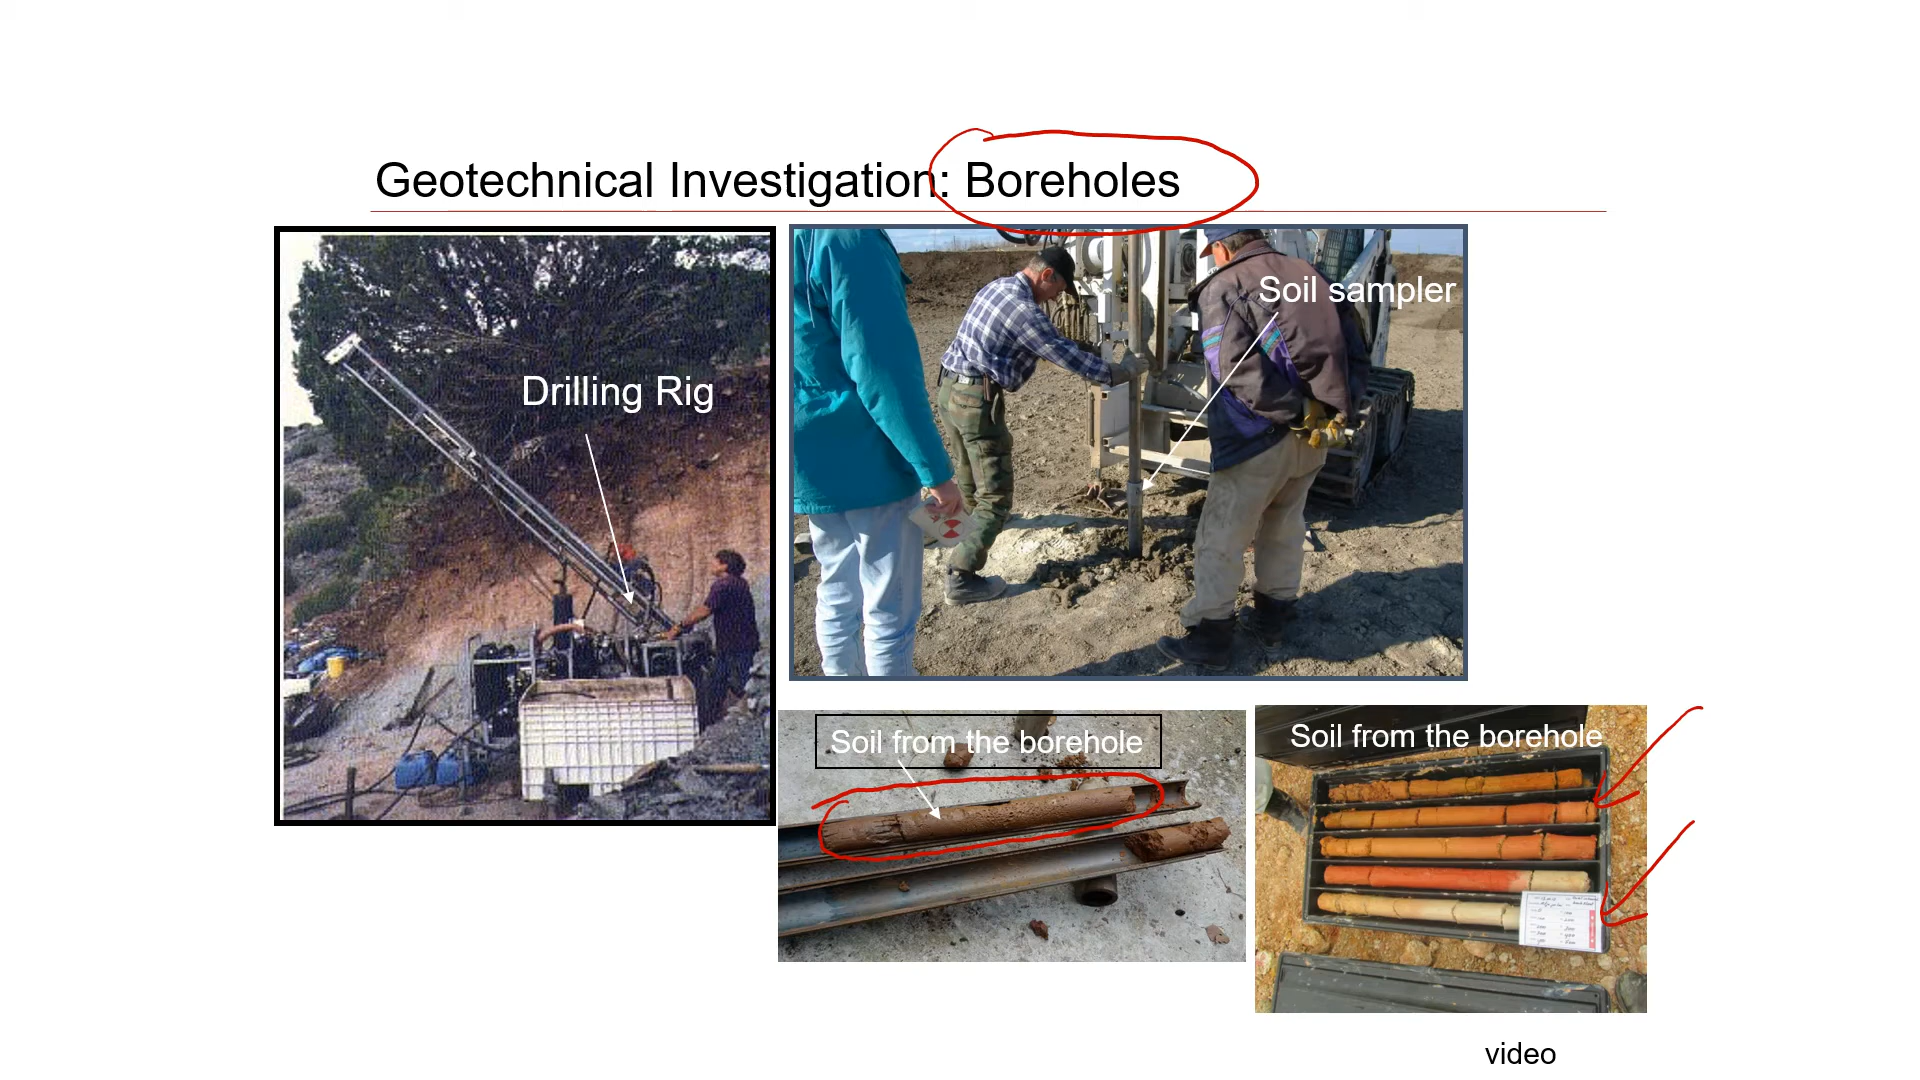 Geotechnical Investigation: Boreholes
Drilling Rig
Soil sampler
Soil from the borehole
Soil from the borehole
video